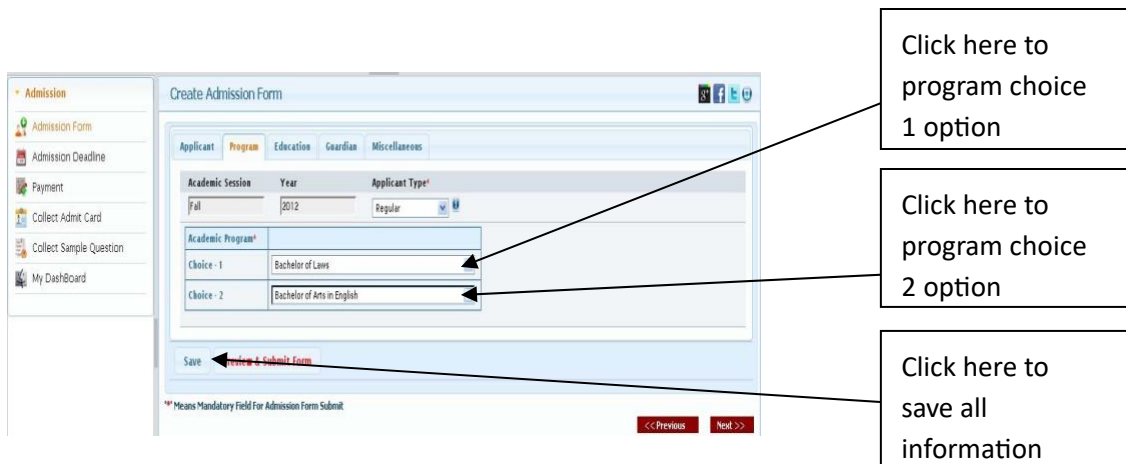 Admission
Admission Form
Admission Deadline
Payment
Collect Admit Card
Collect Sample Question
My DashBoard
Create Admission Form
Applicant Program Education Guardian Miscellaneous
Academic Session Year Applicant Type*
Fall 2012 Regular
Academic Program*
Choice - 1 Bachelor of Laws
Choice - 2 Bachelor of Arts in English
Save Preview & Submit Form
"*" Means Mandatory Field For Admission Form Submit
<< Previous Next >>
Click here to
program choice
1 option
Click here to
program choice
2 option
Click here to
save all
information